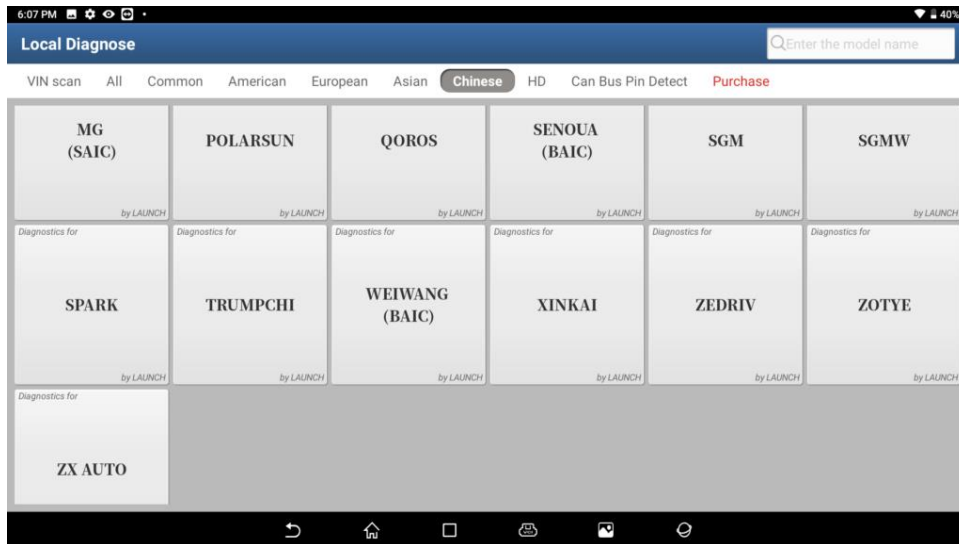 6:07 PM
40%
Local Diagnose
Enter the model name
VIN scan All Common American European Asian Chinese HD Can Bus Pin Detect Purchase
MG
(SAIC)
by LAUNCH
POLARSUN
by LAUNCH
QOROS
by LAUNCH
SENOUA
(BAIC)
by LAUNCH
SGM
by LAUNCH
SGMW
by LAUNCH
Diagnostics for
SPARK
by LAUNCH
Diagnostics for
TRUMPCHI
by LAUNCH
Diagnostics for
WEIWANG
(BAIC)
by LAUNCH
Diagnostics for
XINKAI
by LAUNCH
Diagnostics for
ZEDRIV
by LAUNCH
Diagnostics for
ZOTYE
by LAUNCH
Diagnostics for
ZX AUTO